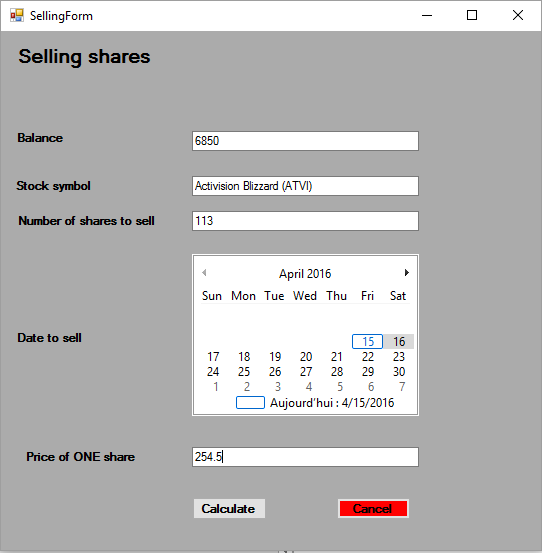 SellingForm
Selling shares
Balance 6850
Stock symbol Activision Blizzard (ATVI)
Number of shares to sell 113
April 2016
Sun Mon Tue Wed Thu Fri Sat
15 16
Date to sell
17 18 19 20 21 22 23
24 25 26 27 28 29 30
1 2 3 4 5 6 7
Aujourd'hui : 4/15/2016
Price of ONE share 254.5
Calculate Cancel